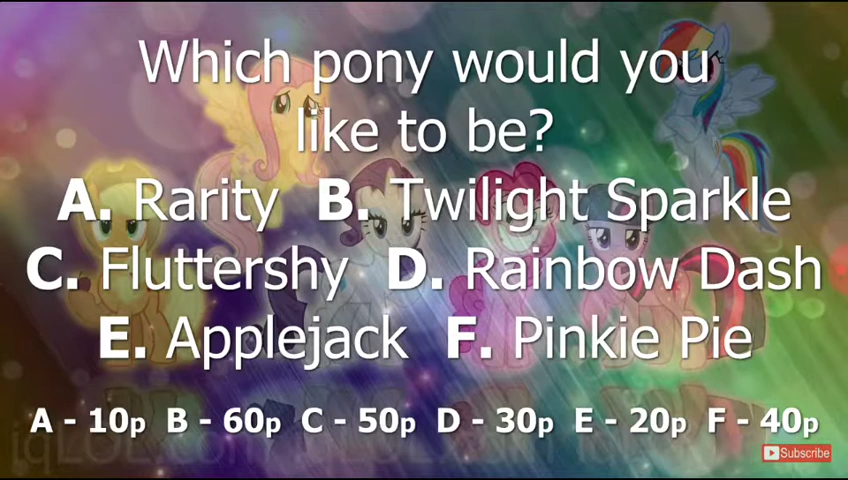 Which pony would you
like to be?
A. Rarity B. Twilight Sparkle
C. Fluttershy D. Rainbow Dash
E. Applejack F. Pinkie Pie
A - 10p B - 60p C - 50p D - 30p E - 20p F - 40p
Subscribe